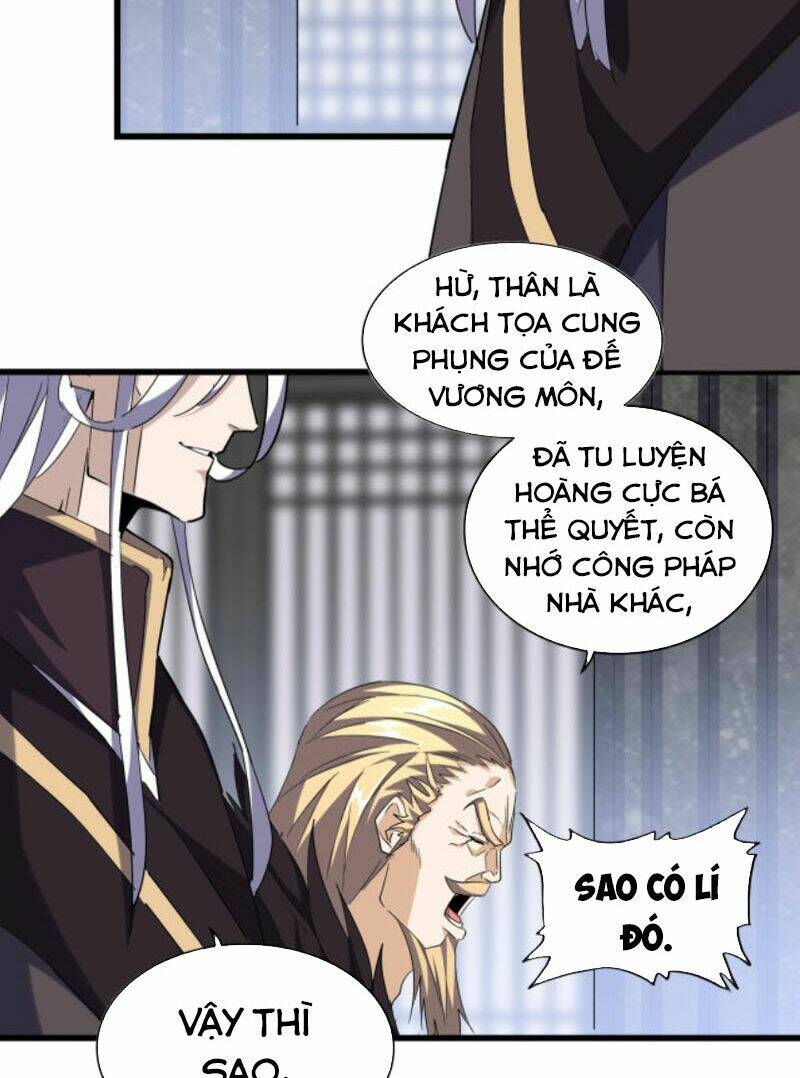 HỪ, THÂN LÀ
KHÁCH TỌA CUNG
PHỤNG CỦA ĐẾ
VƯƠNG MÔN,
ĐÃ TU LUYỆN
HOÀNG CỰC BÁ
THỂ QUYẾT, CÒN
NHỚ CÔNG PHÁP
NHÀ KHÁC,
SAO CÓ LÍ
ĐÓ.
VẬY THÌ
SAO,